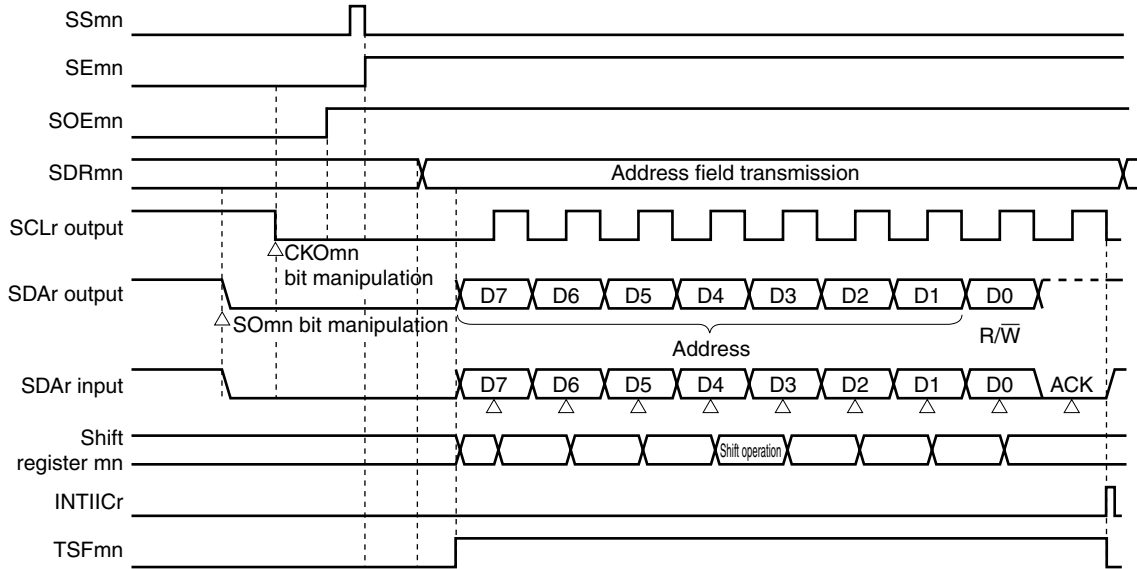 SSmn
SEmn
SOEmn
SDRmn
Address field transmission
SCLr output
CKOmn
bit manipulation
SDAr output
D7 D6 D5 D4 D3 D2 D1 D0
SOmn bit manipulation
Address
R/W̅
SDAr input
D7 D6 D5 D4 D3 D2 D1 D0 ACK
Shift
register mn
Shift operation
INTIICr
TSFmn